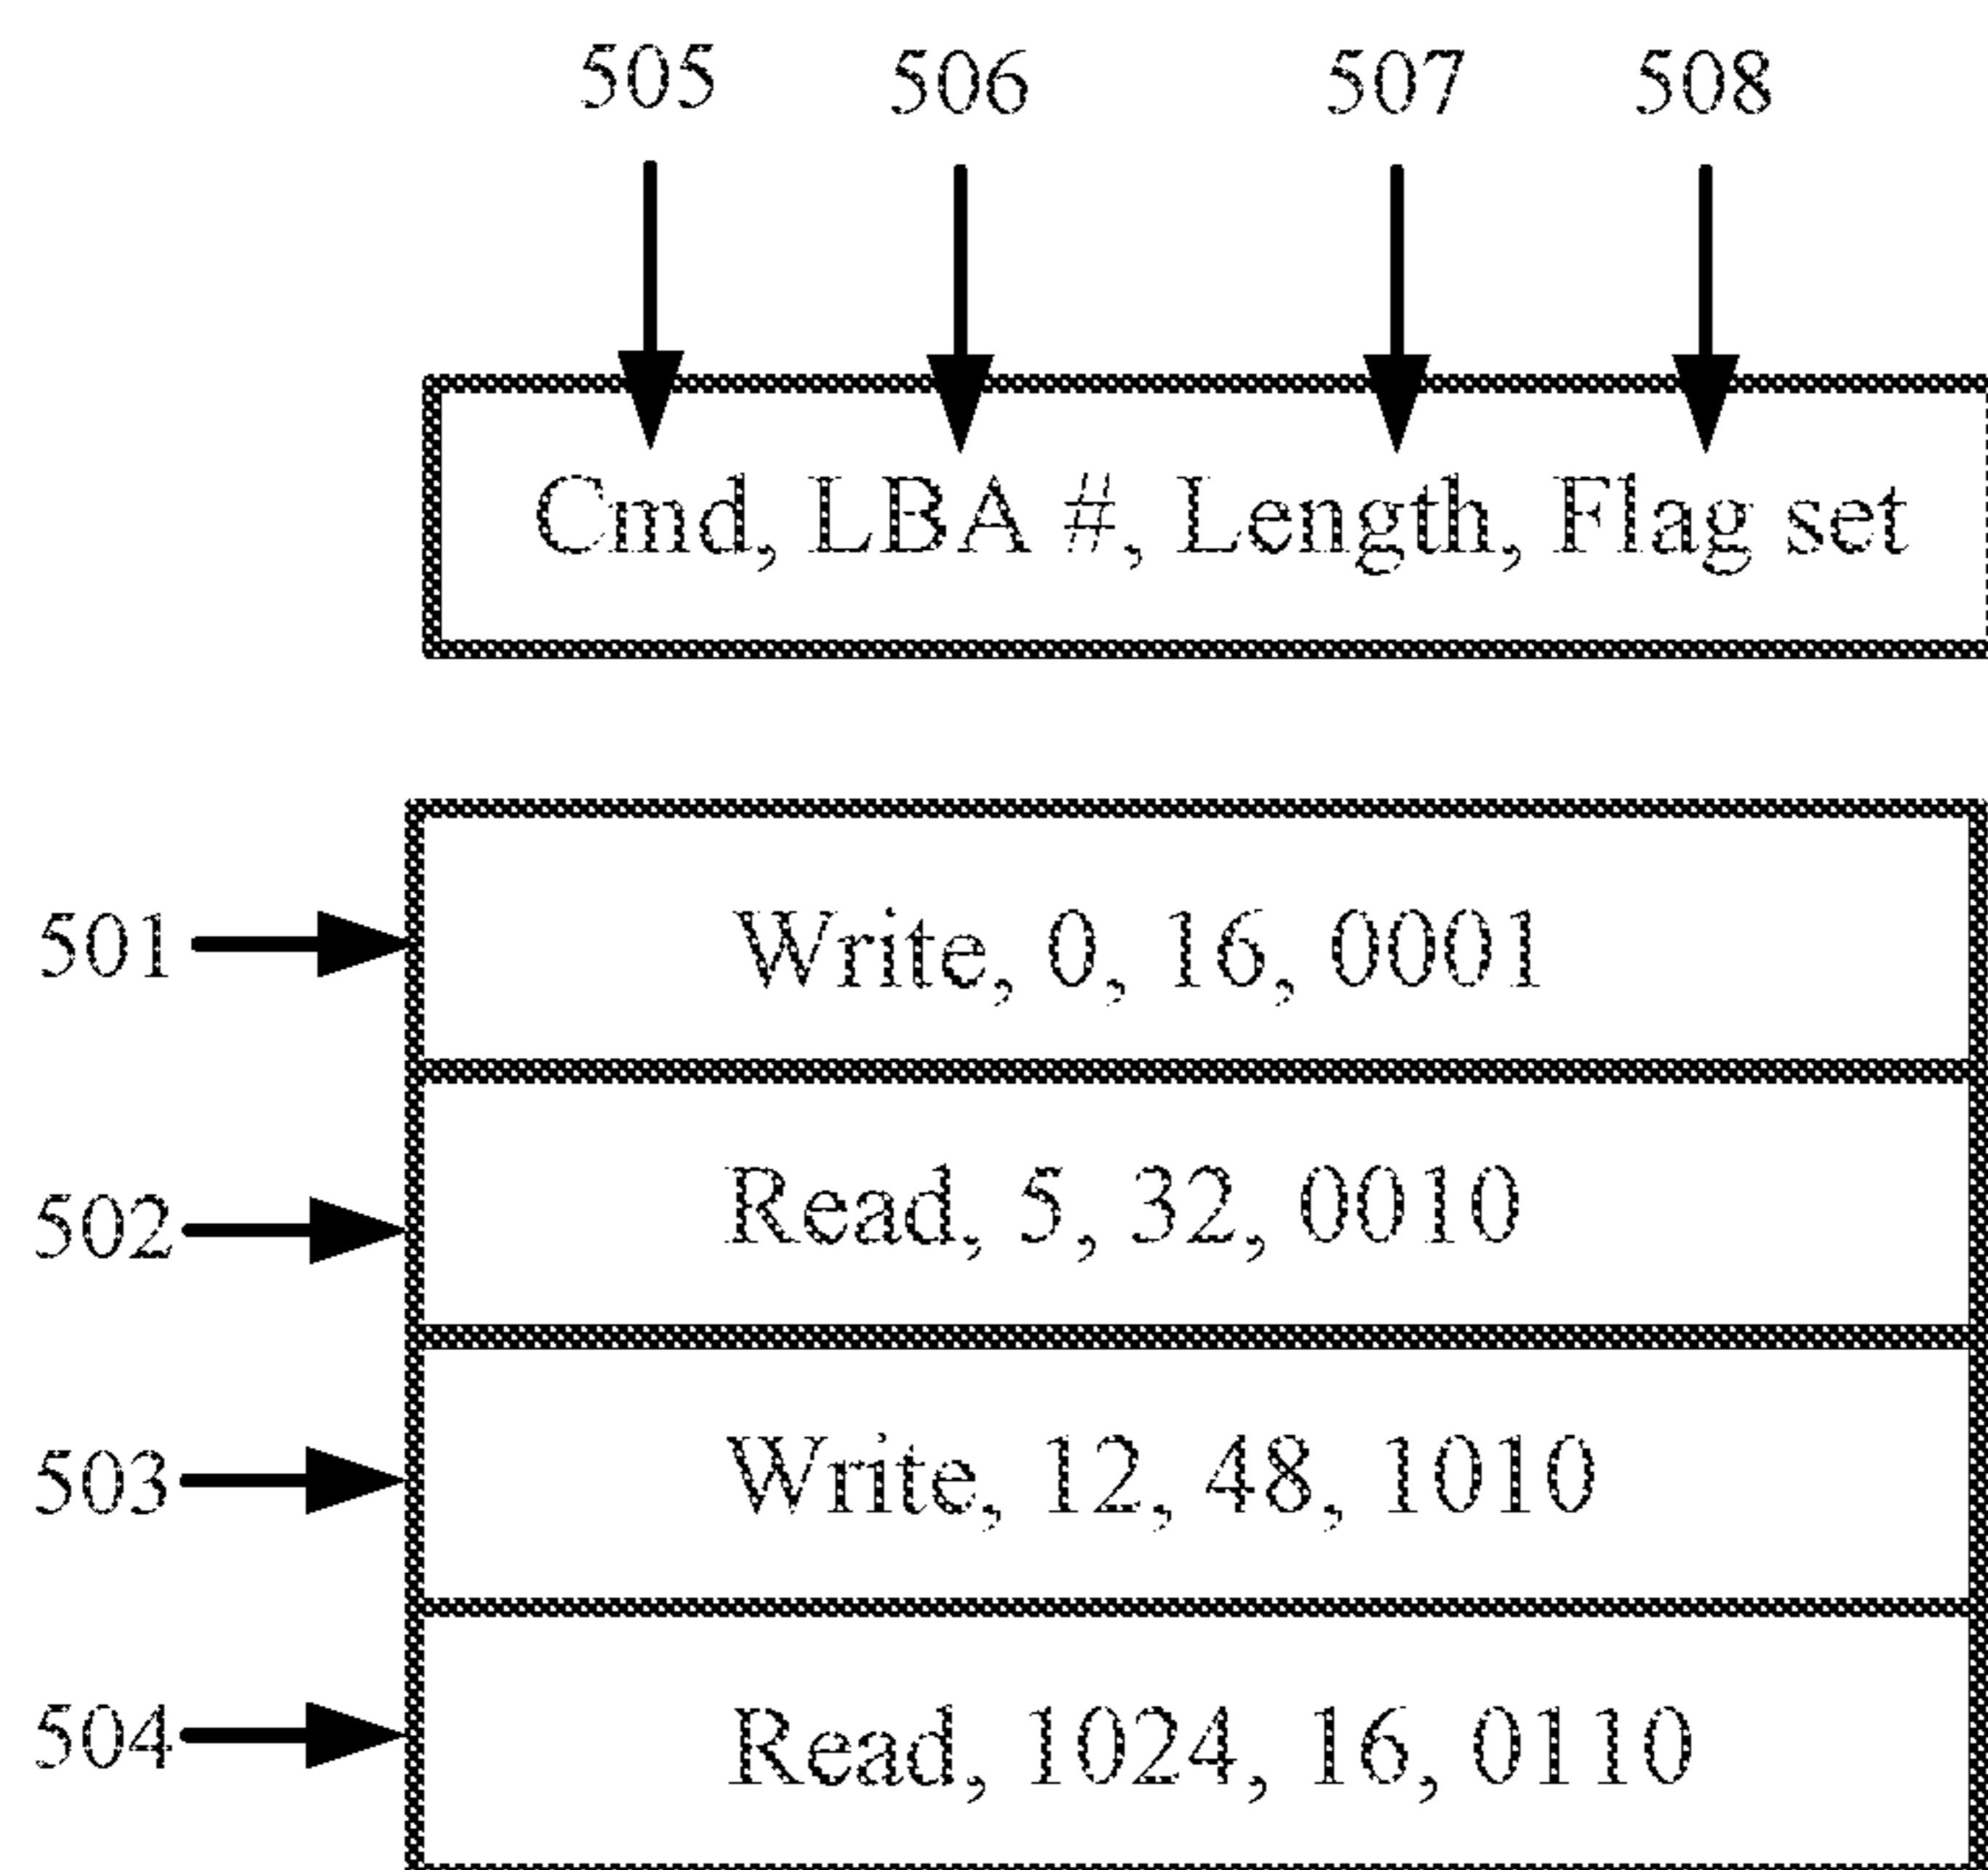 505 506 507 508
Cmd, LBA #, Length, Flag set
501 Write, 0, 16, 0001
502 Read, 5, 32, 0010
503 Write, 12, 48, 1010
504 Read, 1024, 16, 0110